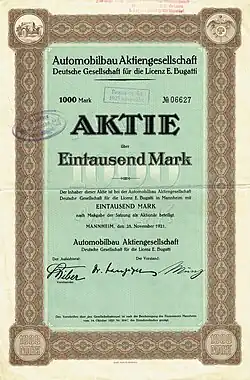 Automobilbau Aktiengesellschaft
Deutsche Gesellschaft für die Licenz E. Bugatti
1000 Mark № 06627
AKTIE
über
Eintausend Mark
Der Inhaber dieser Aktie ist bei der Automobilbau Aktiengesellschaft
Deutsche Gesellschaft für die Licenz E. Bugatti in Mannheim mit
EINTAUSEND MARK
nach Maßgabe der Satzung als Aktionär beteiligt
MANNHEIM, den 28. November 1921.
Automobilbau Aktiengesellschaft
Deutsche Gesellschaft für die Licenz E. Bugatti
Der Aufsichtsrat: Der Vorstand:
Vorsitzender